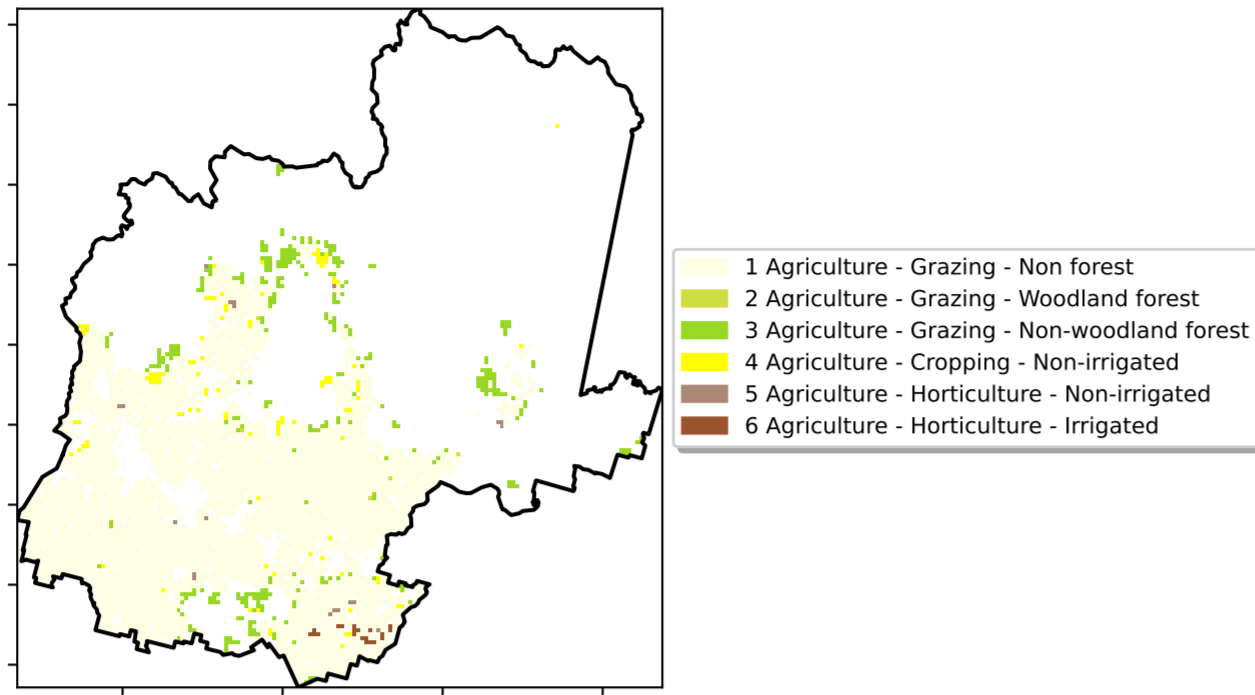 1 Agriculture - Grazing - Non forest
2 Agriculture - Grazing - Woodland forest
3 Agriculture - Grazing - Non-woodland forest
4 Agriculture - Cropping - Non-irrigated
5 Agriculture - Horticulture - Non-irrigated
6 Agriculture - Horticulture - Irrigated